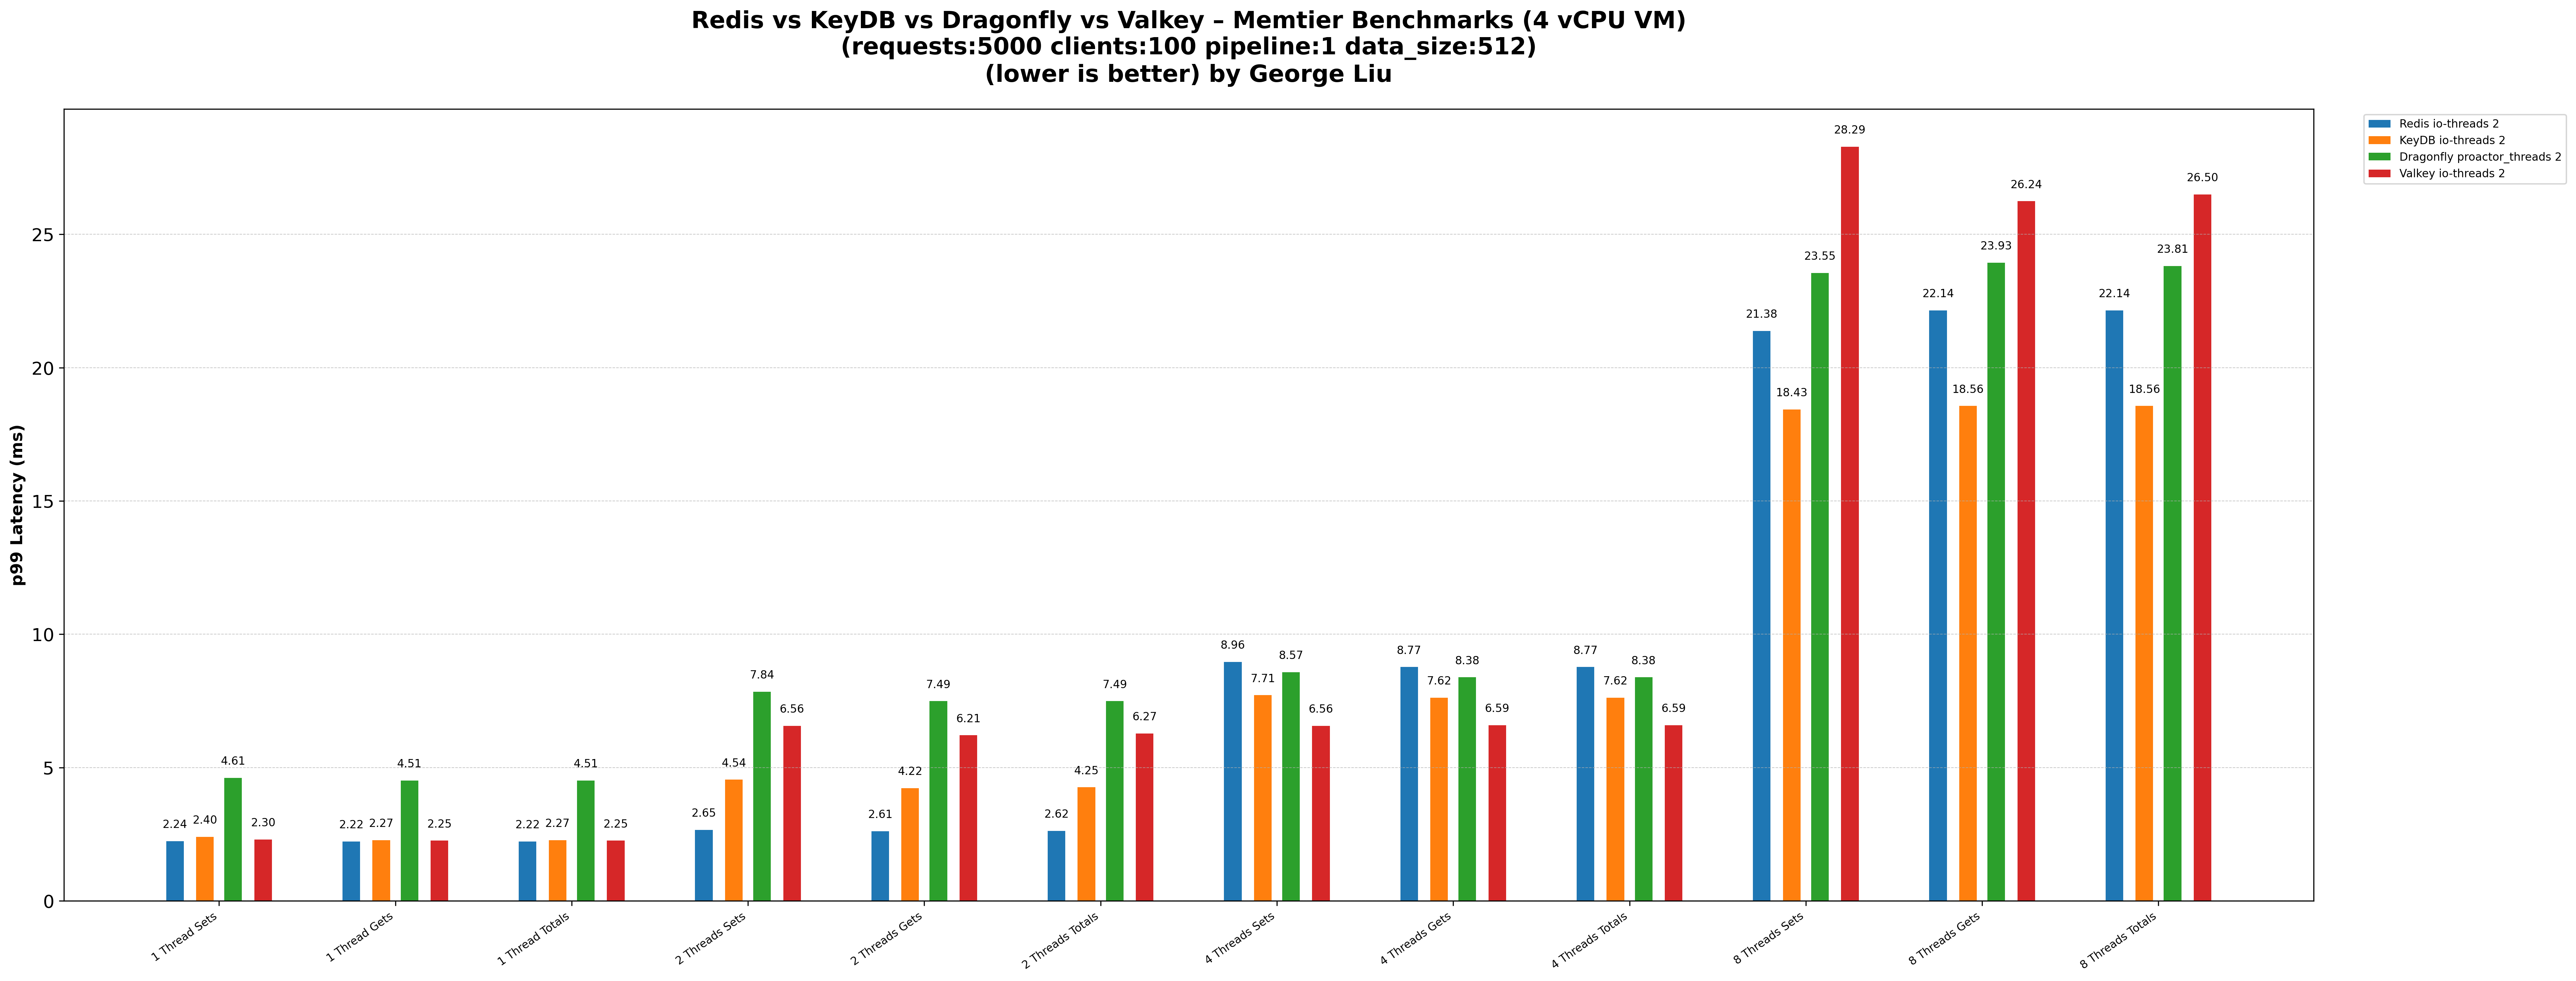 Redis vs KeyDB vs Dragonfly vs Valkey – Memtier Benchmarks (4 vCPU VM)
(requests:5000 clients:100 pipeline:1 data_size:512)
(lower is better) by George Liu
Redis io-threads 2
KeyDB io-threads 2
Dragonfly proactor_threads 2
Valkey io-threads 2
p99 Latency (ms)
25
20
15
10
5
0
2.24 2.40 4.61 2.30
2.22 2.27 4.51 2.25
2.22 2.27 4.51 2.25
2.65 4.54 7.84 6.56
2.61 4.22 7.49 6.21
2.62 4.25 7.49 6.27
8.96 7.71 8.57 6.56
8.77 7.62 8.38 6.59
8.77 7.62 8.38 6.59
21.38 18.43 23.55 28.29
22.14 18.56 23.93 26.24
22.14 18.56 23.81 26.50
1 Thread Sets
1 Thread Gets
1 Thread Totals
2 Threads Sets
2 Threads Gets
2 Threads Totals
4 Threads Sets
4 Threads Gets
4 Threads Totals
8 Threads Sets
8 Threads Gets
8 Threads Totals